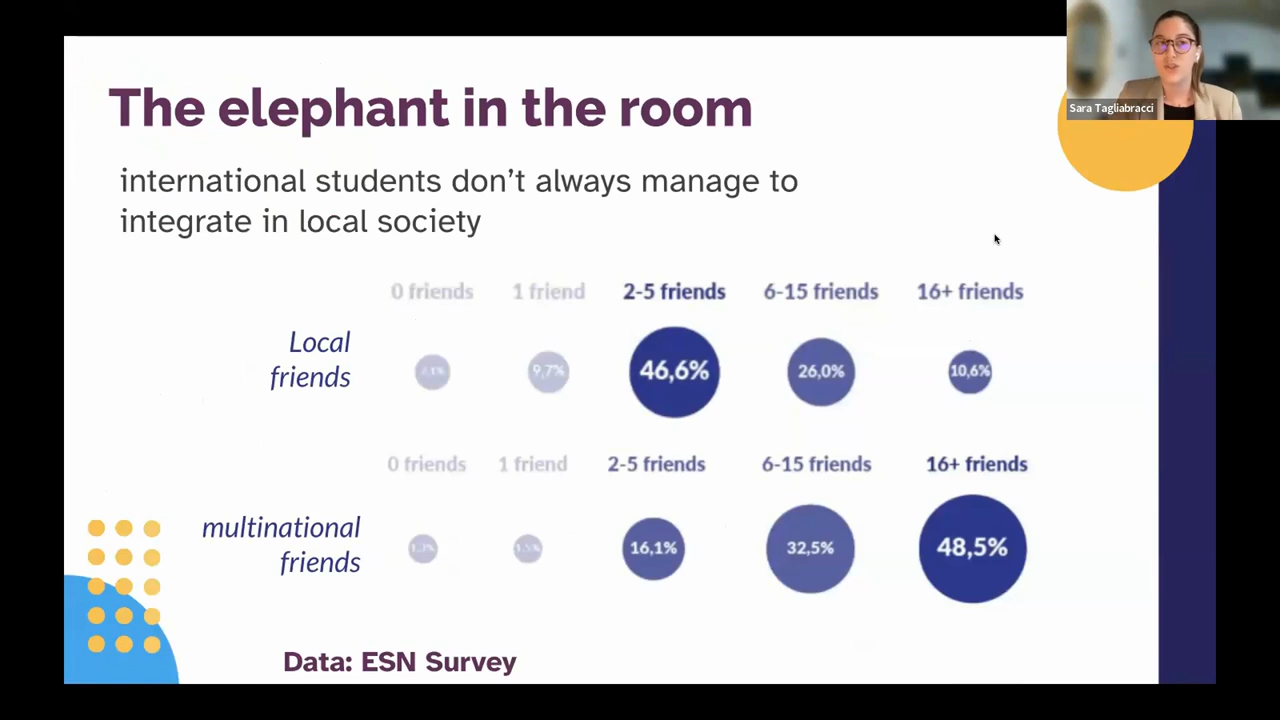 The elephant in the room
Sara Tagliabracci
international students don't always manage to
integrate in local society
0 friends 1 friend 2-5 friends 6-15 friends 16+ friends
Local
friends
9,7% 46,6% 26,0% 10,6%
0 friends 1 friend 2-5 friends 6-15 friends 16+ friends
multinational
friends
16,1% 32,5% 48,5%
Data: ESN Survey